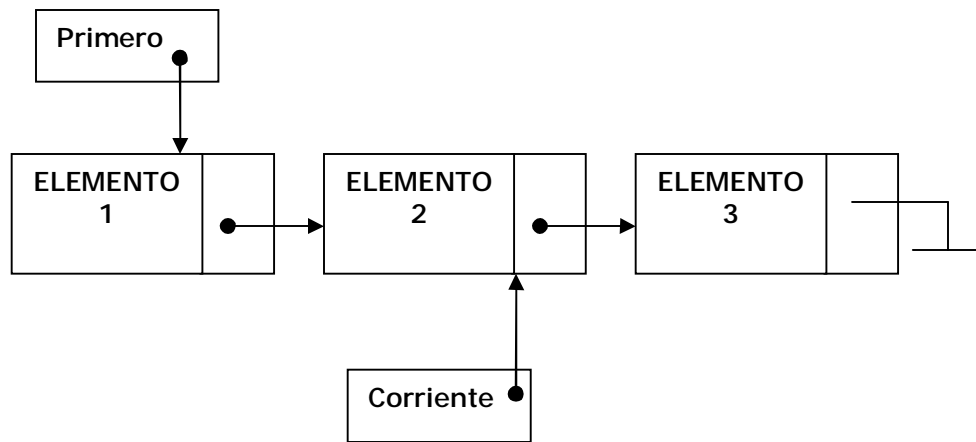 Primero
ELEMENTO
1
ELEMENTO
2
ELEMENTO
3
Corriente